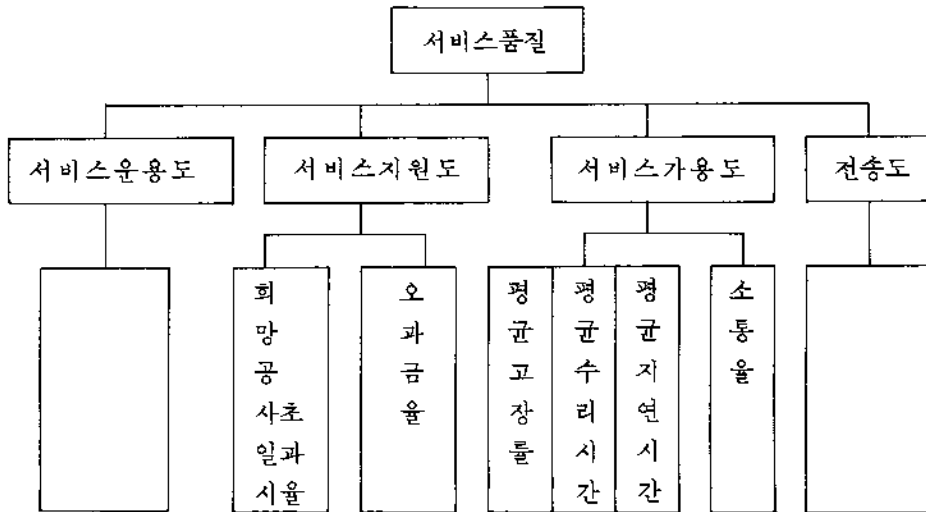 서비스품질
서비스운용도
서비스지원도
서비스가용도
전송도
희망공사일시초과율
오과금율
평균고장률
평균수리시간
평균지연시간
소통율